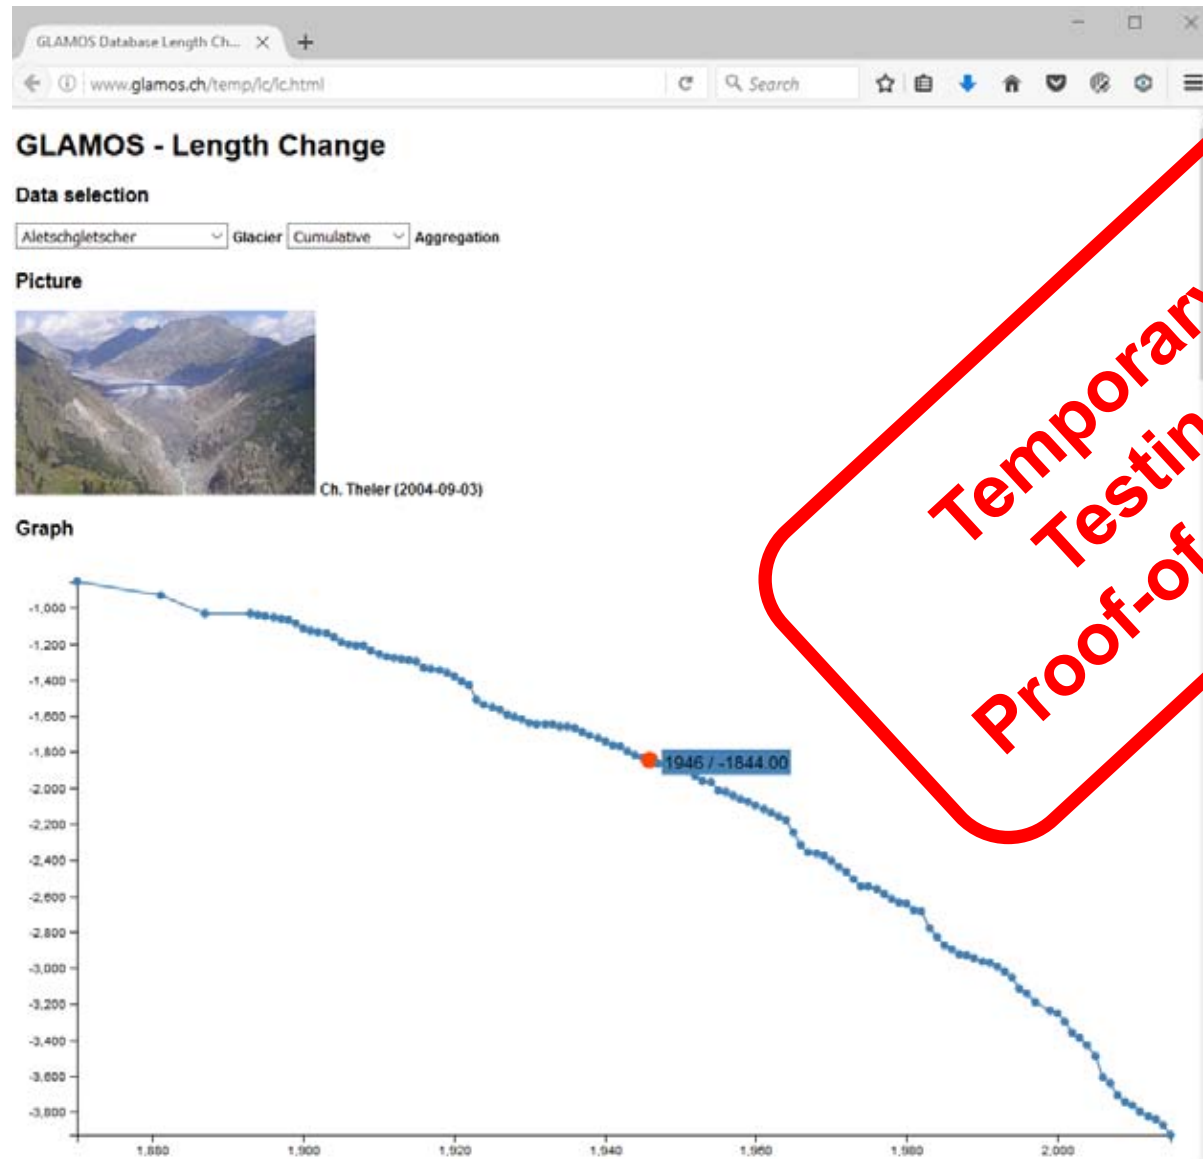 GLAMOS Database Length Ch...
www.glamos.ch/temp/lc/lc.html
Search
GLAMOS - Length Change
Data selection
Aletschgletscher Glacier Cumulative Aggregation
Picture
Ch. Theler (2004-09-03)
Graph
-1,000
-1,200
-1,400
-1,600
-1,800
-2,000
-2,200
-2,400
-2,600
-2,800
-3,000
-3,200
-3,400
-3,600
-3,800
1946 / -1844.00
1,880 1,900 1,920 1,940 1,960 1,980 2,000
Temporary
Testin
Proof-of